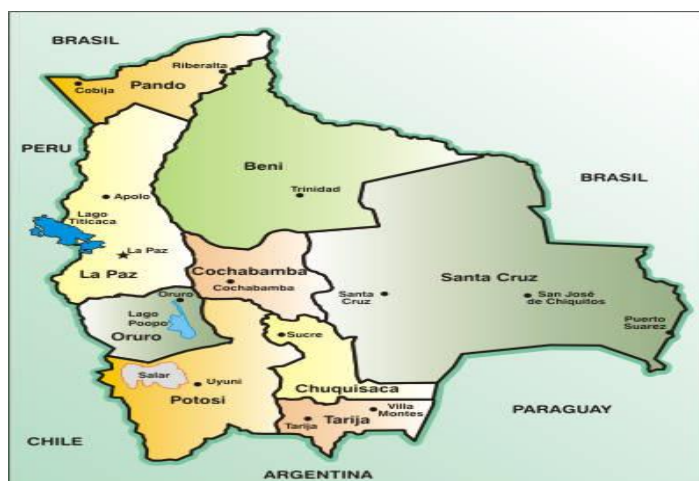 BRASIL
Riberalta
Cobija
Pando
PERU
Beni
BRASIL
Apolo
Trinidad
Lago
Titicaca
La Paz
La Paz
Cochabamba
Cochabamba
Santa Cruz
Santa
Cruz
San José
de Chiquitos
Oruro
Lago
Poopo
Oruro
Puerto
Suarez
Sucre
Salar
Uyuni
Potosi
Chuquisaca
Villa
Montes
Tarija
Tarija
PARAGUAY
CHILE
ARGENTINA